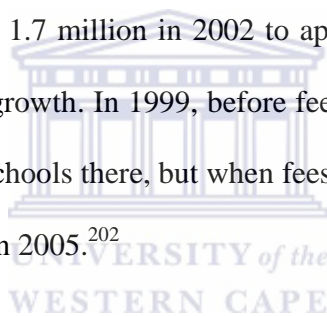 1.7 million in 2002 to ap
growth. In 1999, before fee
chools there, but when fees
n 2005.202
UNIVERSITY of the
WESTERN CAPE